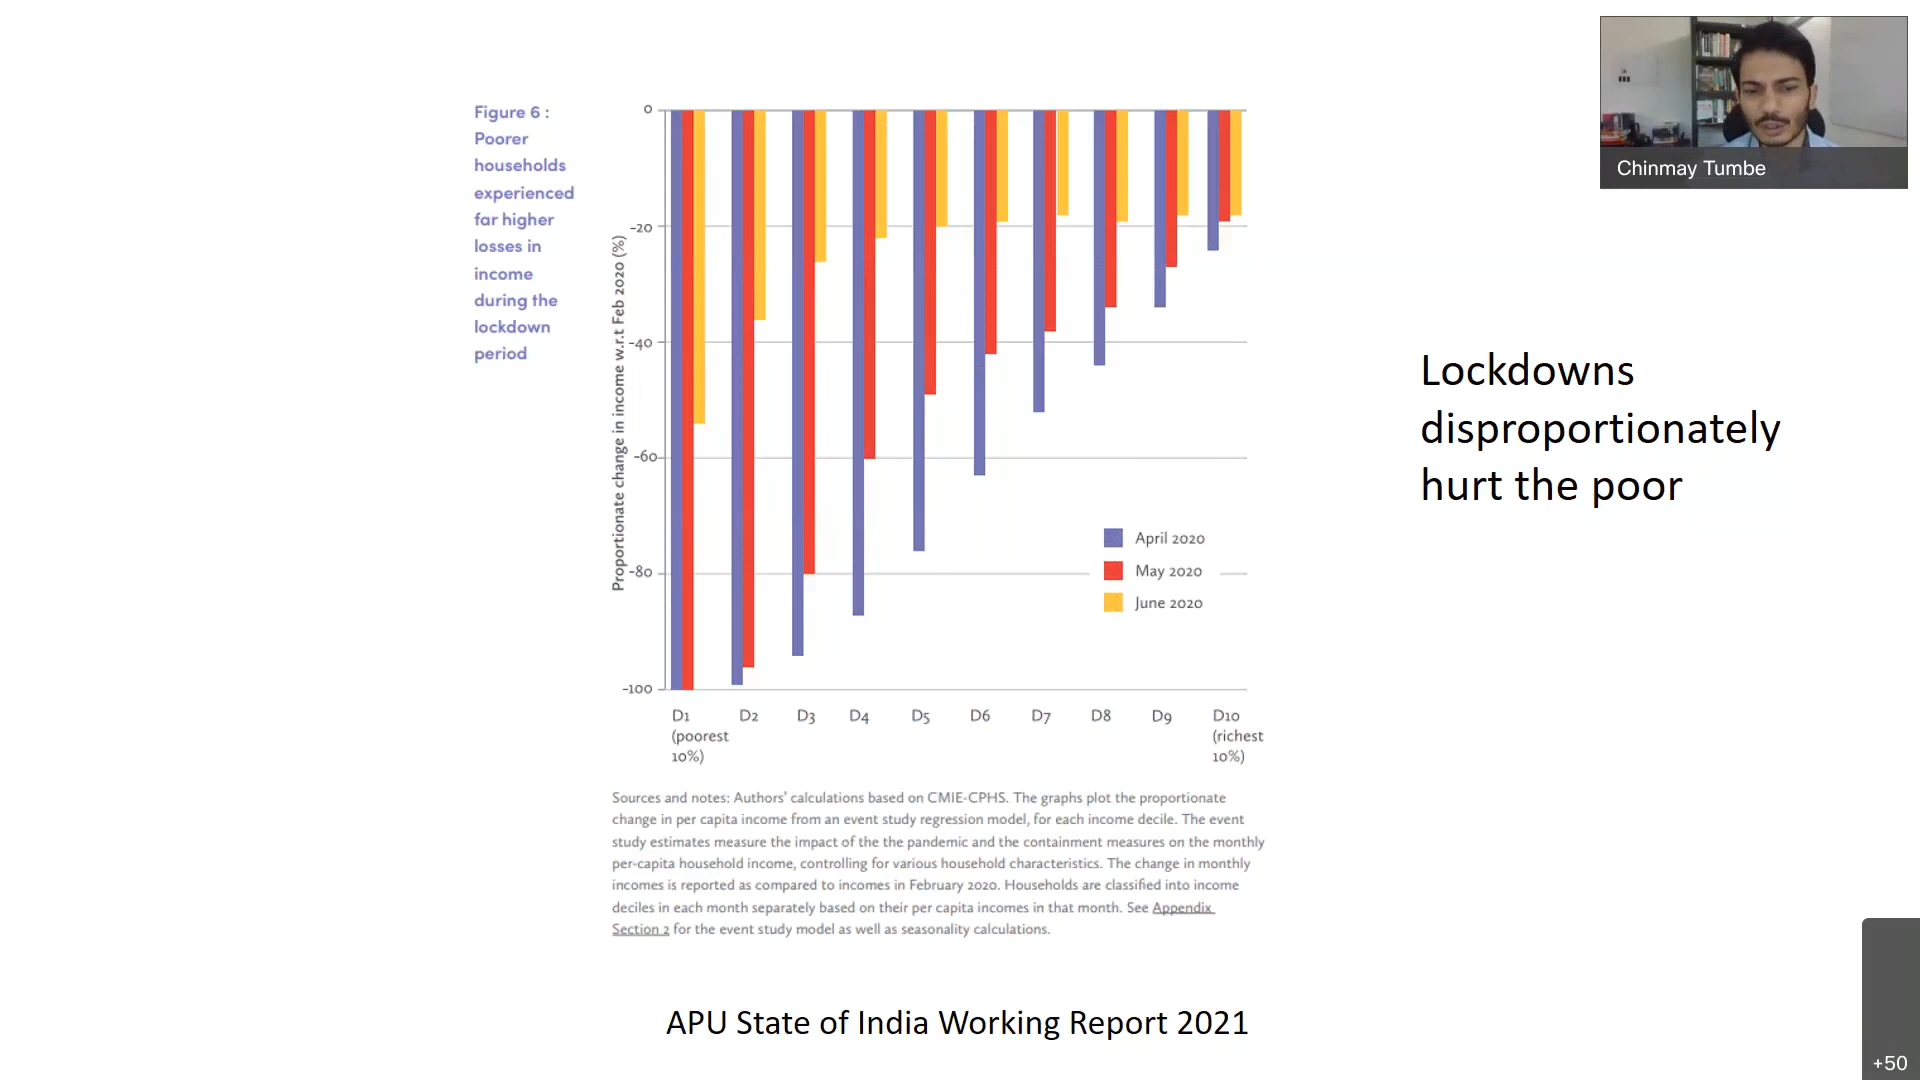 Figure 6 :
Poorer
households
experienced
far higher
losses in
income
during the
lockdown
period
Proportionate change in income w.r.t Feb 2020 (%)
0
-20
-40
-60
-80
-100
April 2020
May 2020
June 2020
D1
(poorest
10%)
D2
D3
D4
D5
D6
D7
D8
D9
D10
(richest
10%)
Sources and notes: Authors' calculations based on CMIE-CPHS. The graphs plot the proportionate
change in per capita income from an event study regression model, for each income decile. The event
study estimates measure the impact of the the pandemic and the containment measures on the monthly
per-capita household income, controlling for various household characteristics. The change in monthly
incomes is reported as compared to incomes in February 2020. Households are classified into income
deciles in each month separately based on their per capita incomes in that month. See Appendix
Section 2 for the event study model as well as seasonality calculations.
Lockdowns
disproportionately
hurt the poor
APU State of India Working Report 2021
Chinmay Tumbe
+50